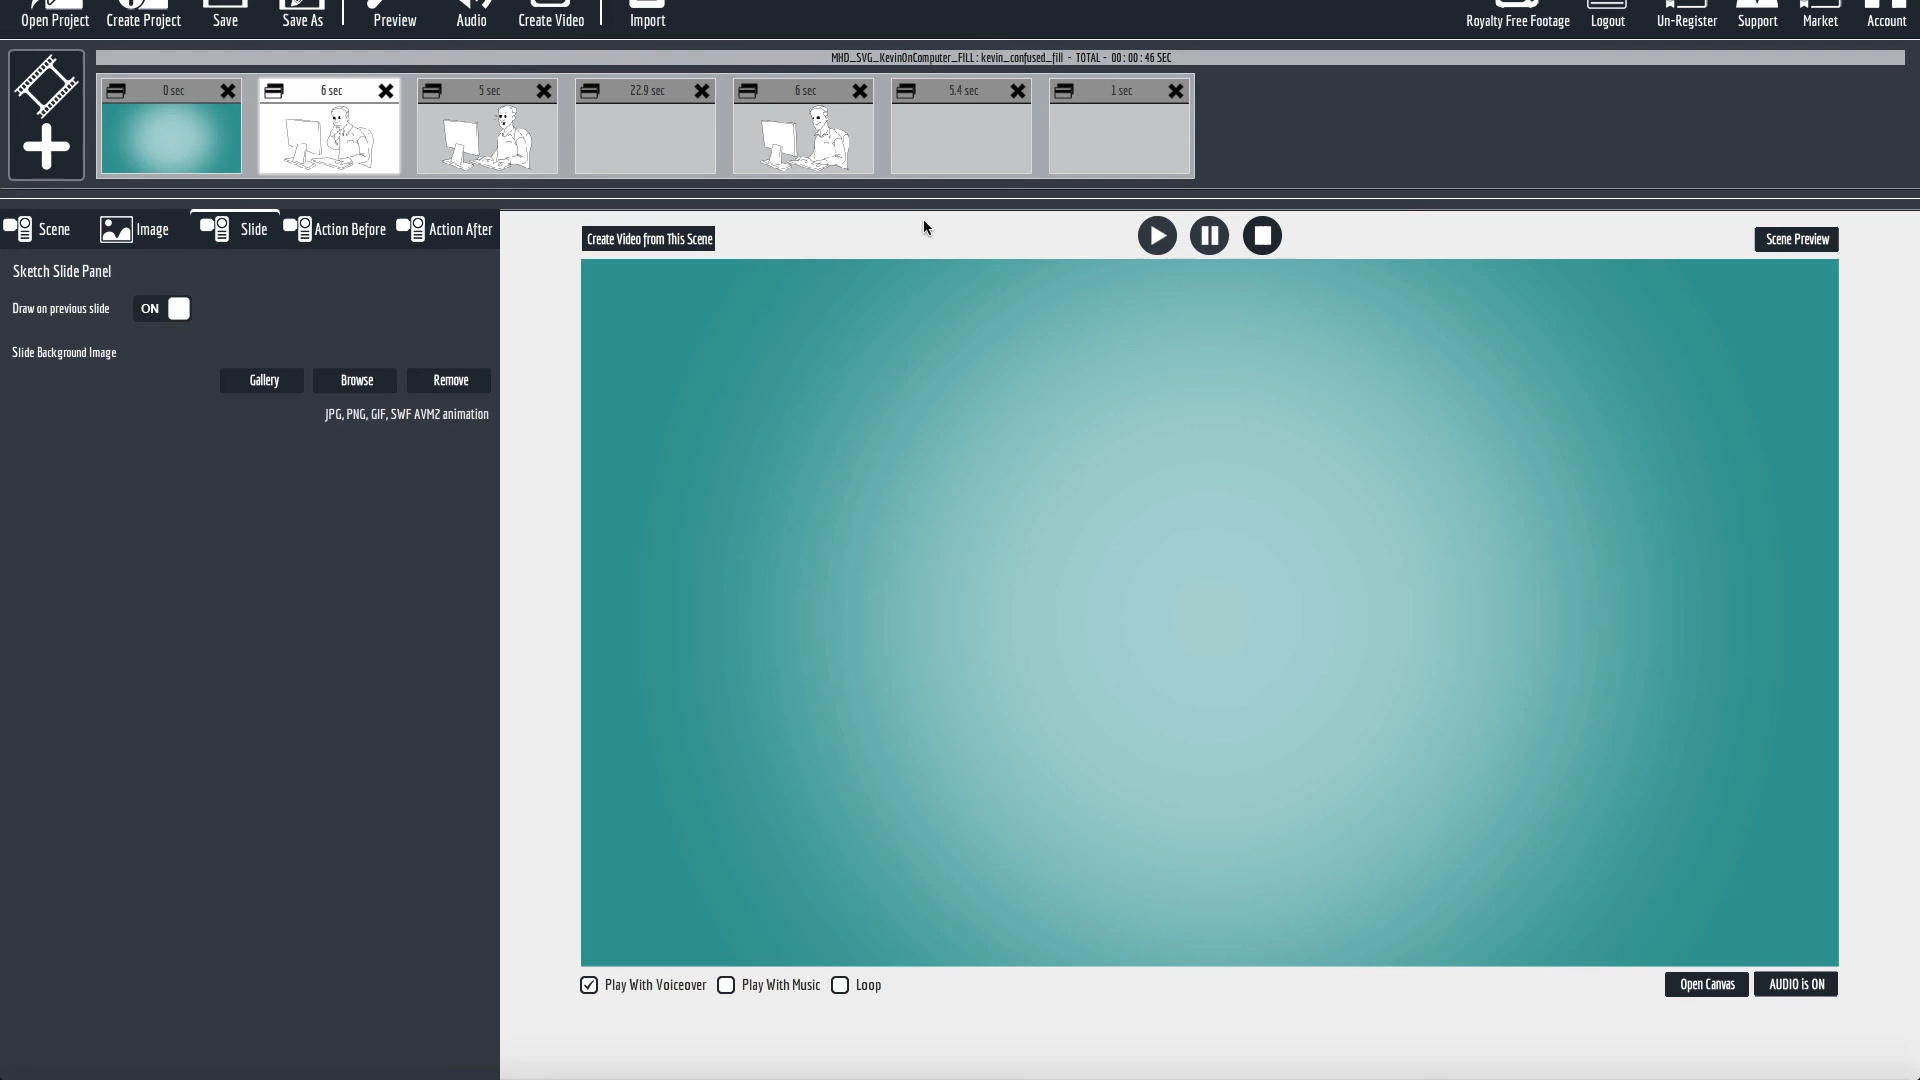 Open Project Create Project Save Save As Preview Audio Create Video Import Royalty Free Footage Logout Un-Register Support Market Account
MHD_SVG_KevinOnComputer_FILL : kevin_confused_fill - TOTAL - 00 : 00 : 46 SEC
0 sec 6 sec 5 sec 22.9 sec 6 sec 5.4 sec 1 sec
Scene Image Slide Action Before Action After
Create Video from This Scene Scene Preview
Sketch Slide Panel
Draw on previous slide ON
Slide Background Image
Gallery Browse Remove
JPG, PNG, GIF, SWF AVM2 animation
Play With Voiceover Play With Music Loop Open Canvas AUDIO is ON